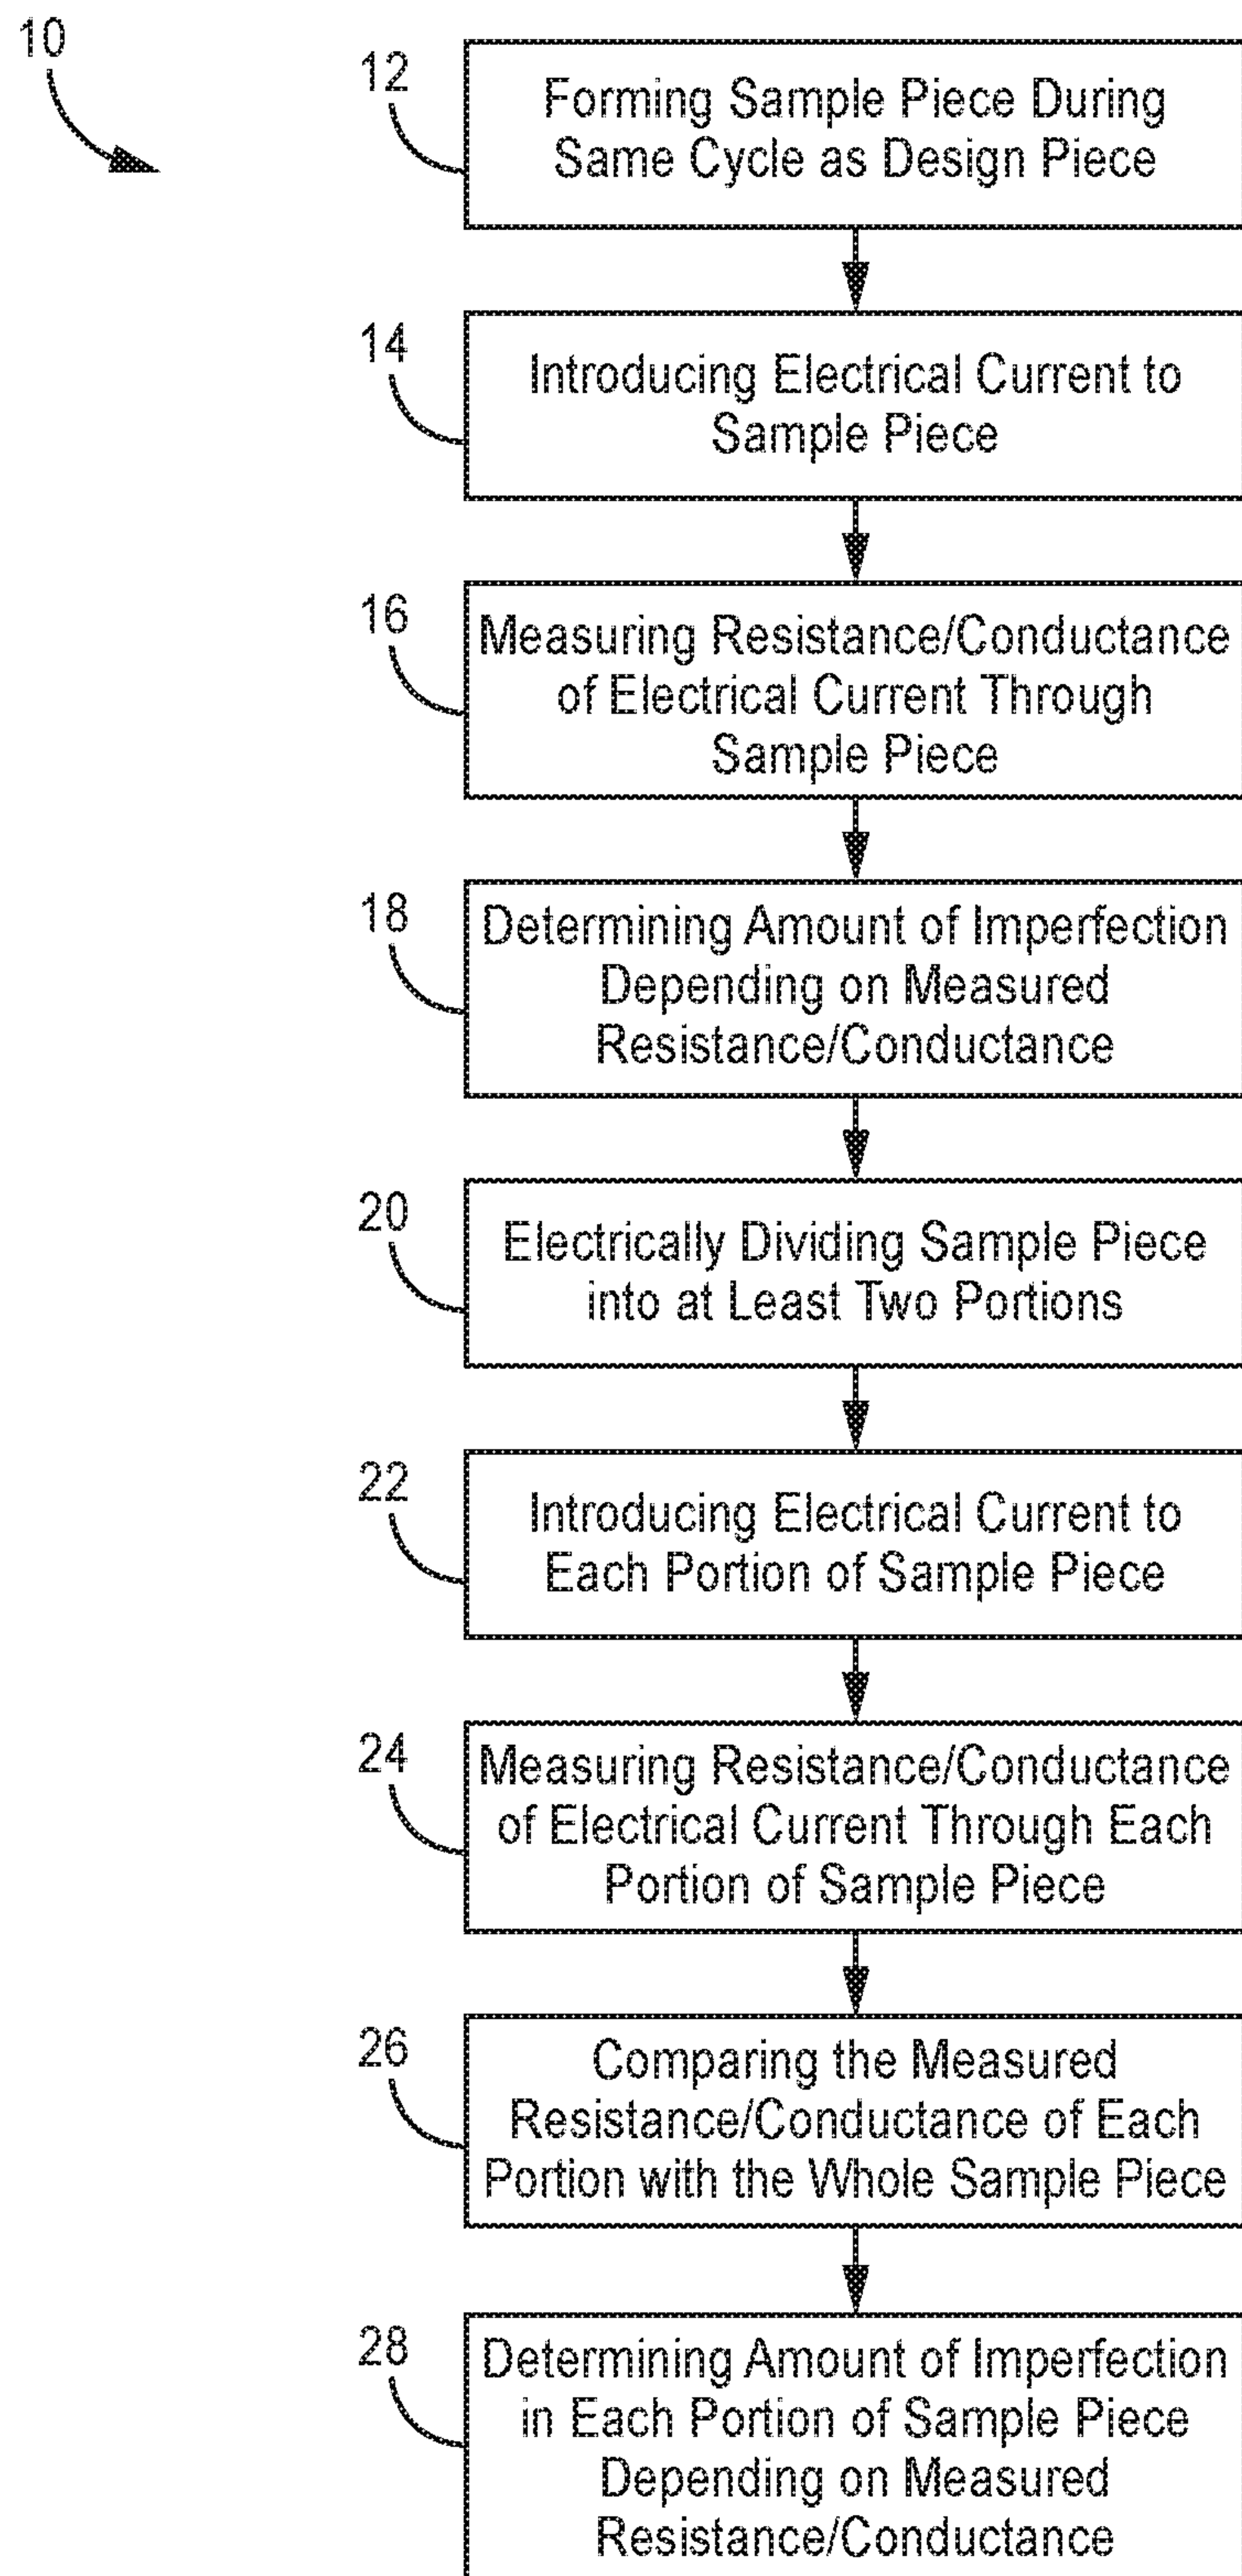 10
12
Forming Sample Piece During
Same Cycle as Design Piece
14
Introducing Electrical Current to
Sample Piece
16
Measuring Resistance/Conductance
of Electrical Current Through
Sample Piece
18
Determining Amount of Imperfection
Depending on Measured
Resistance/Conductance
20
Electrically Dividing Sample Piece
into at Least Two Portions
22
Introducing Electrical Current to
Each Portion of Sample Piece
24
Measuring Resistance/Conductance
of Electrical Current Through Each
Portion of Sample Piece
26
Comparing the Measured
Resistance/Conductance of Each
Portion with the Whole Sample Piece
28
Determining Amount of Imperfection
in Each Portion of Sample Piece
Depending on Measured
Resistance/Conductance